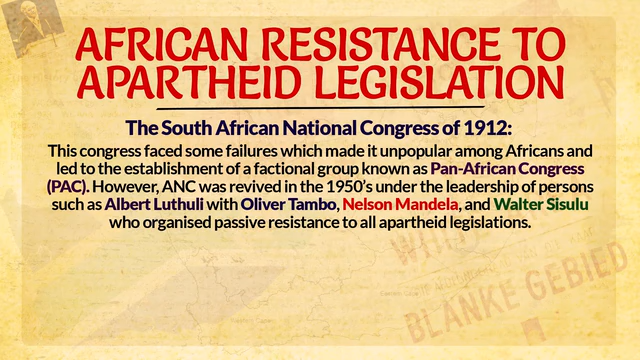 AFRICAN RESISTANCE TO
APARTHEID LEGISLATION
The South African National Congress of 1912:
This congress faced some failures which made it unpopular among Africans and
led to the establishment of a factional group known as Pan-African Congress
(PAC). However, ANC was revived in the 1950's under the leadership of persons
such as Albert Luthuli with Oliver Tambo, Nelson Mandela, and Walter Sisulu
who organised passive resistance to all apartheid legislations.
BLANKE GEBIED